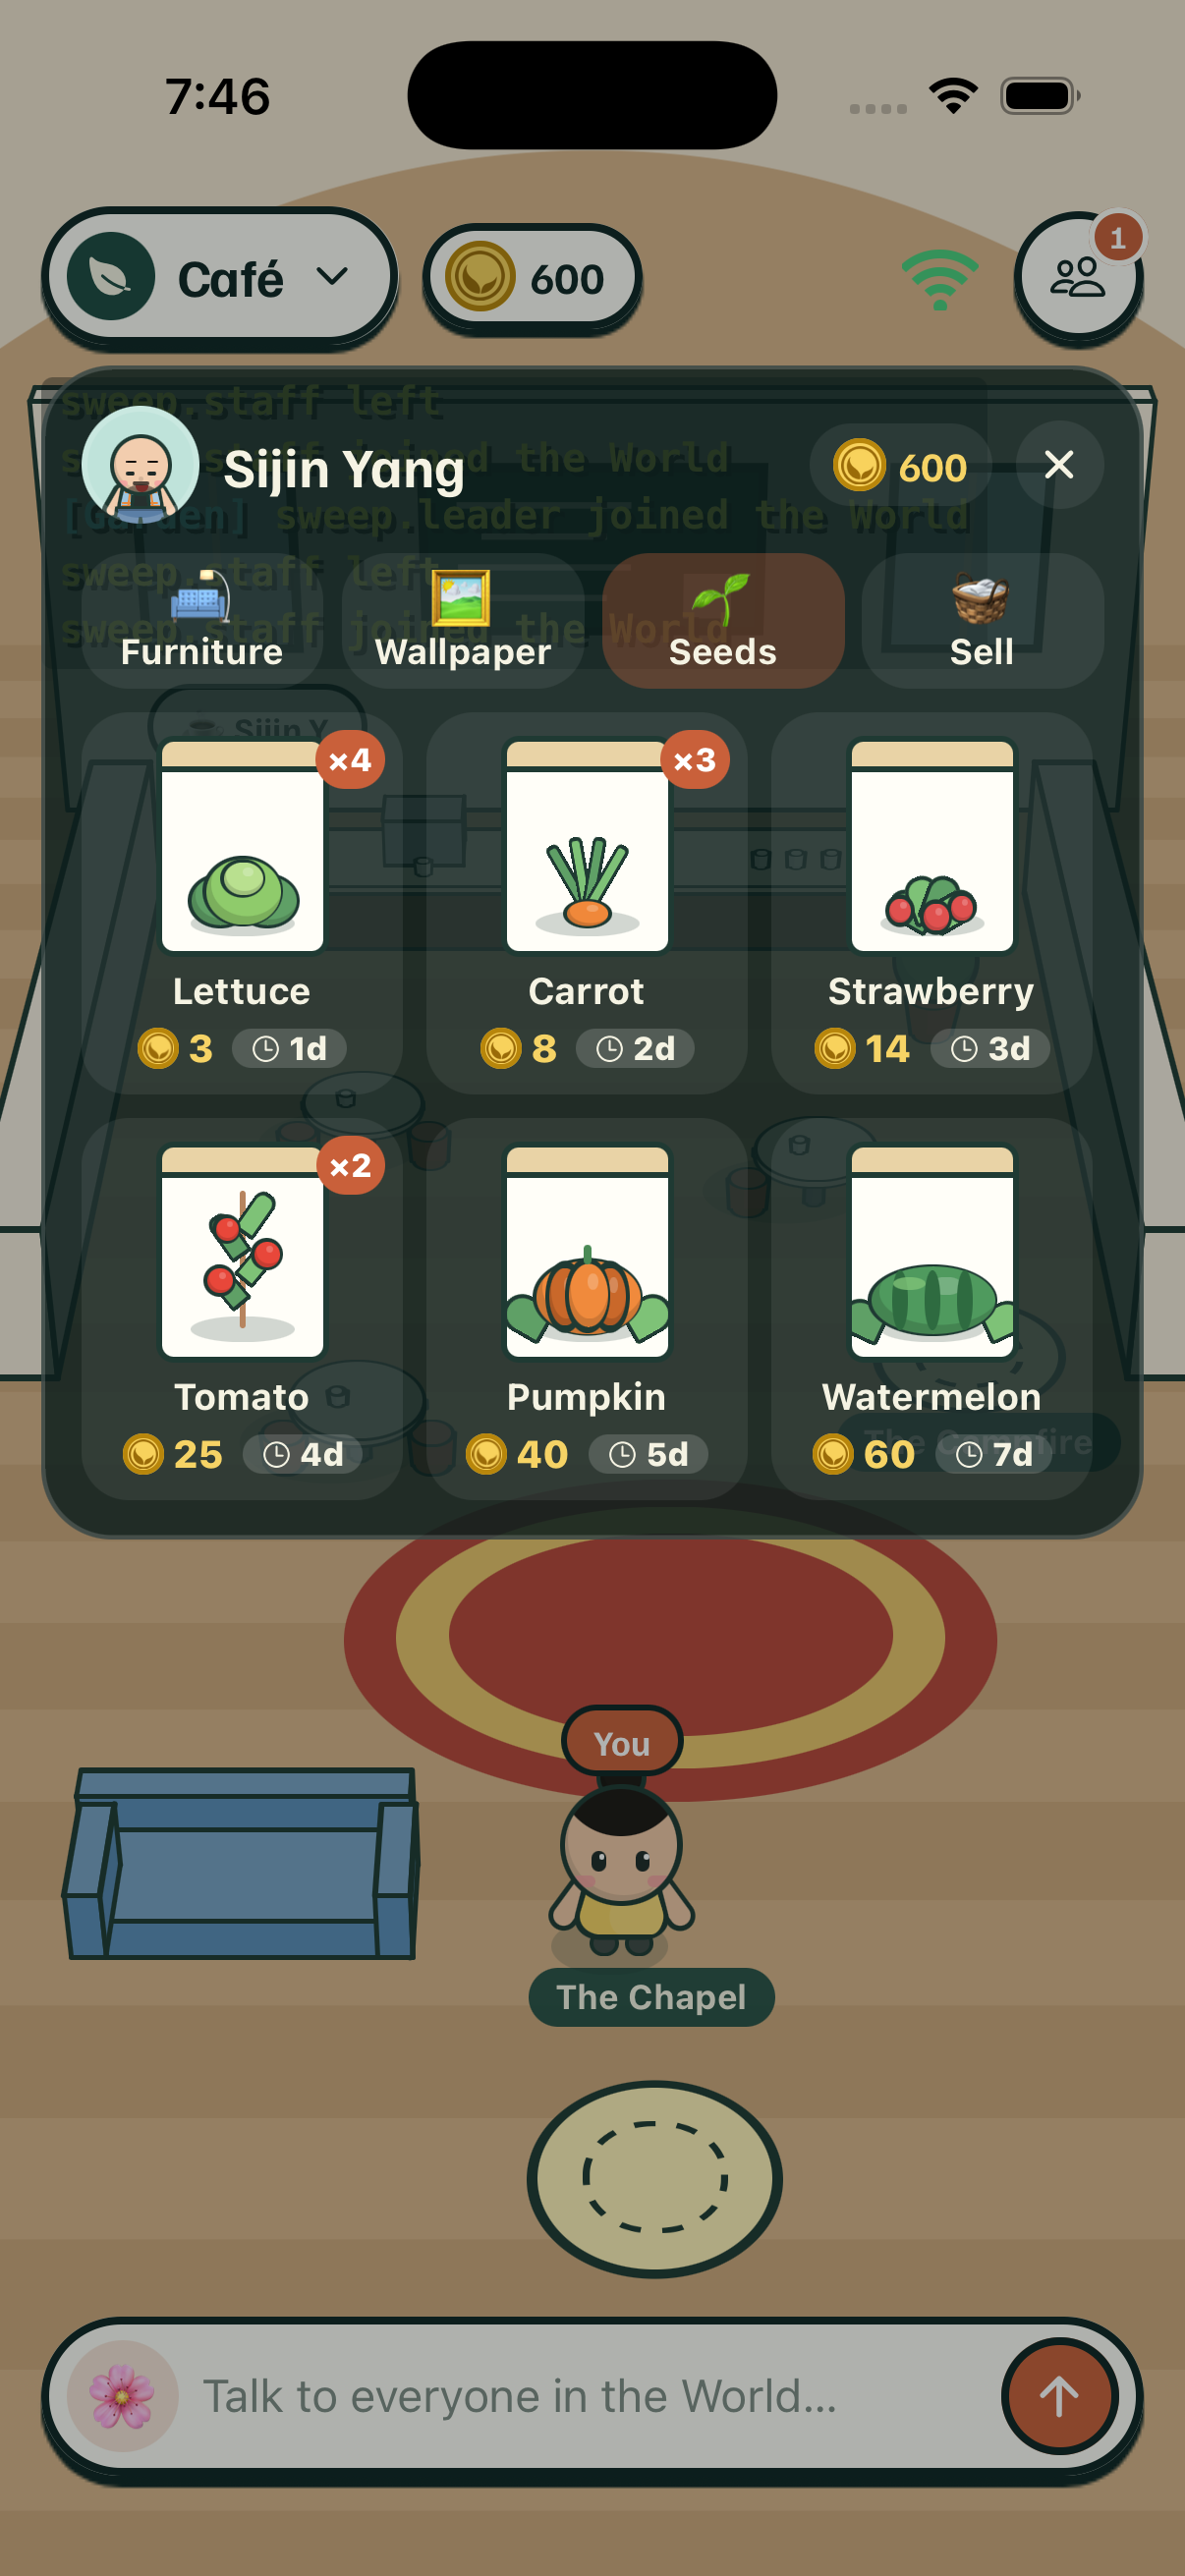 7:46
Café
600
1
sweep.staff left
sweep.staff joined the World
[Garden] sweep.leader joined the World
sweep.staff left
sweep.staff joined the World
Sijin Yang
600
Furniture
Wallpaper
Seeds
Sell
Sijin Y
×4
×3
Lettuce
Carrot
Strawberry
3
1d
8
2d
14
3d
×2
Tomato
Pumpkin
Watermelon
The Campfire
25
4d
40
5d
60
7d
You
The Chapel
Talk to everyone in the World...